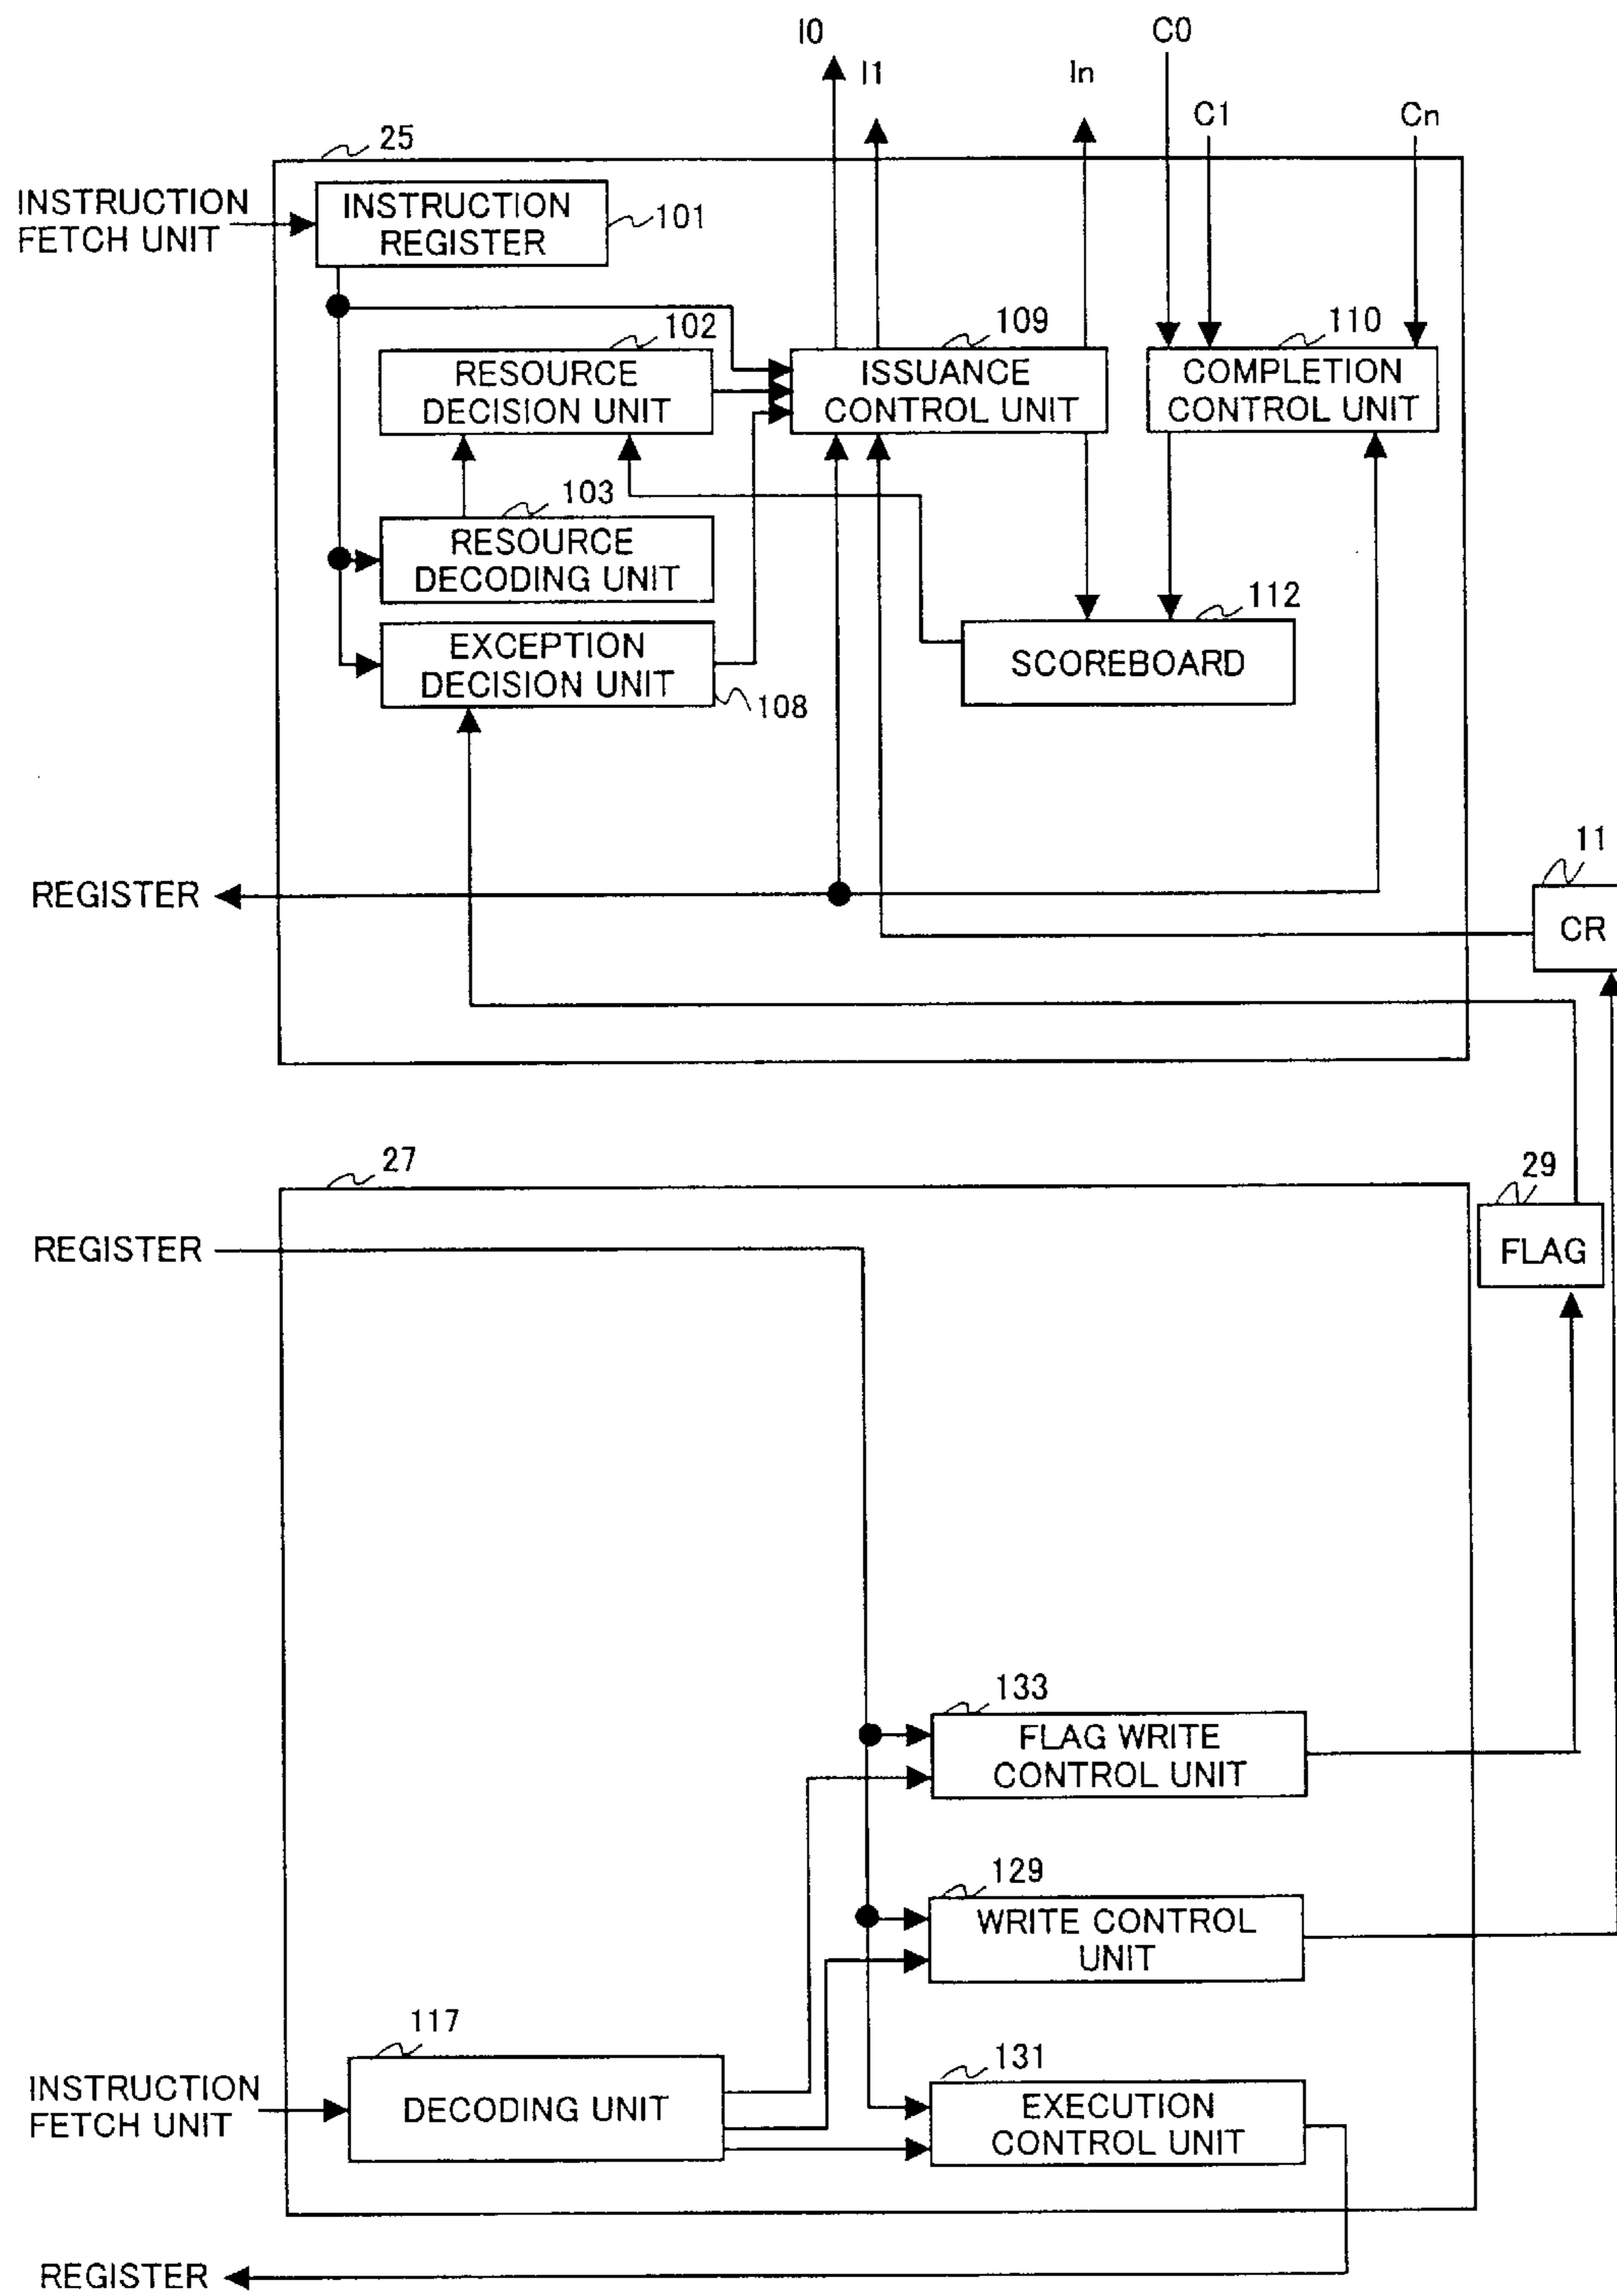 I0
C0
I1
In
C1
Cn
25
INSTRUCTION
FETCH UNIT
INSTRUCTION
REGISTER
101
102
109
110
RESOURCE
DECISION UNIT
ISSUANCE
CONTROL UNIT
COMPLETION
CONTROL UNIT
103
RESOURCE
DECODING UNIT
112
EXCEPTION
DECISION UNIT
SCOREBOARD
108
11
REGISTER
CR
27
29
REGISTER
FLAG
133
FLAG WRITE
CONTROL UNIT
129
WRITE CONTROL
UNIT
117
131
INSTRUCTION
FETCH UNIT
DECODING UNIT
EXECUTION
CONTROL UNIT
REGISTER